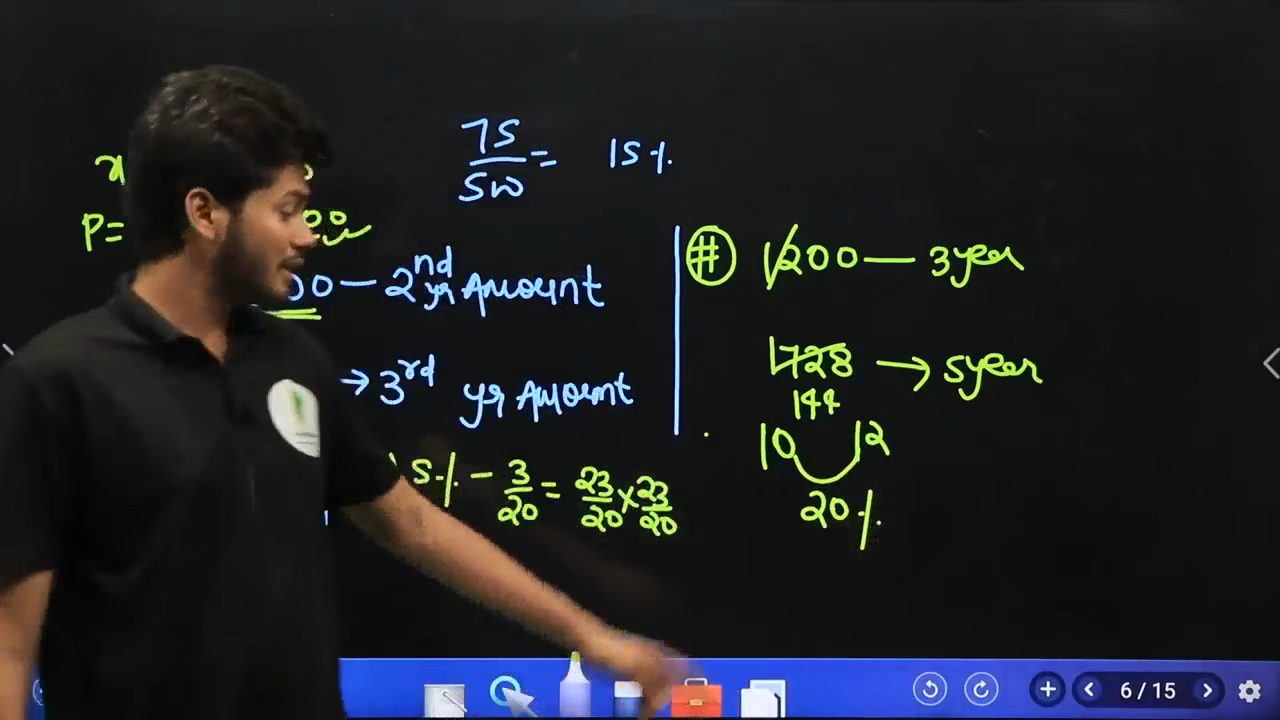 75
500 = 15%
P=
00 - 2nd yr Amount
→ 3rd yr Amount
5% - 3/20 = 23/20 × 23/20
# 1200 — 3year
1728 → 5year
144
10 12
20%
6 / 15